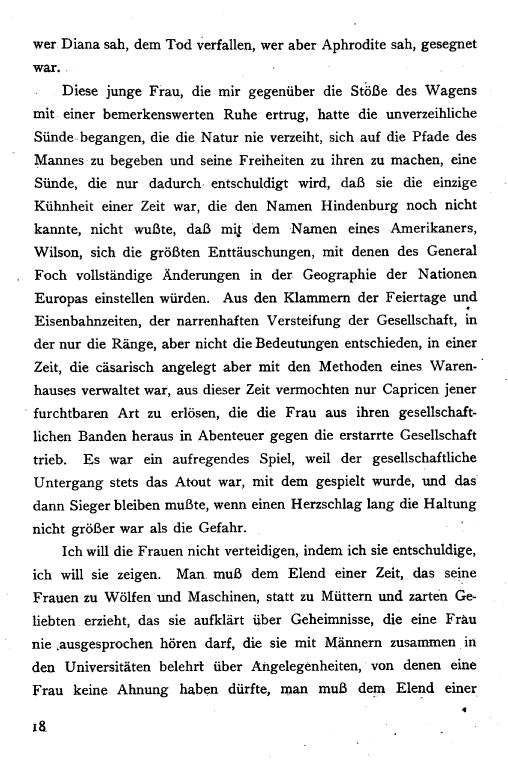 wer Diana sah, dem Tod verfallen, wer aber Aphrodite sah, gesegnet
war.
Diese junge Frau, die mir gegenüber die Stöße des Wagens
mit einer bemerkenswerten Ruhe ertrug, hatte die unverzeihliche
Sünde begangen, die die Natur nie verzeiht, sich auf die Pfade des
Mannes zu begeben und seine Freiheiten zu ihren zu machen, eine
Sünde, die nur dadurch entschuldigt wird, daß sie die einzige
Kühnheit einer Zeit war, die den Namen Hindenburg noch nicht
kannte, nicht wußte, daß mit dem Namen eines Amerikaners,
Wilson, sich die größten Enttäuschungen, mit denen des General
Foch vollständige Änderungen in der Geographie der Nationen
Europas einstellen würden. Aus den Klammern der Feiertage und
Eisenbahnzeiten, der narrenhaften Versteifung der Gesellschaft, in
der nur die Ränge, aber nicht die Bedeutungen entschieden, in einer
Zeit, die cäsarisch angelegt aber mit den Methoden eines Waren-
hauses verwaltet war, aus dieser Zeit vermochten nur Capricen jener
furchtbaren Art zu erlösen, die die Frau aus ihren gesellschaft-
lichen Banden heraus in Abenteuer gegen die erstarrte Gesellschaft
trieb. Es war ein aufregendes Spiel, weil der gesellschaftliche
Untergang stets das Atout war, mit dem gespielt wurde, und das
dann Sieger bleiben mußte, wenn einen Herzschlag lang die Haltung
nicht größer war als die Gefahr.
Ich will die Frauen nicht verteidigen, indem ich sie entschuldige,
ich will sie zeigen. Man muß dem Elend einer Zeit, das seine
Frauen zu Wölfen und Maschinen, statt zu Müttern und zarten Ge-
liebten erzieht, das sie aufklärt über Geheimnisse, die eine Frau
nie ausgesprochen hören darf, die sie mit Männern zusammen in
den Universitäten belehrt über Angelegenheiten, von denen eine
Frau keine Ahnung haben dürfte, man muß dem Elend einer
18